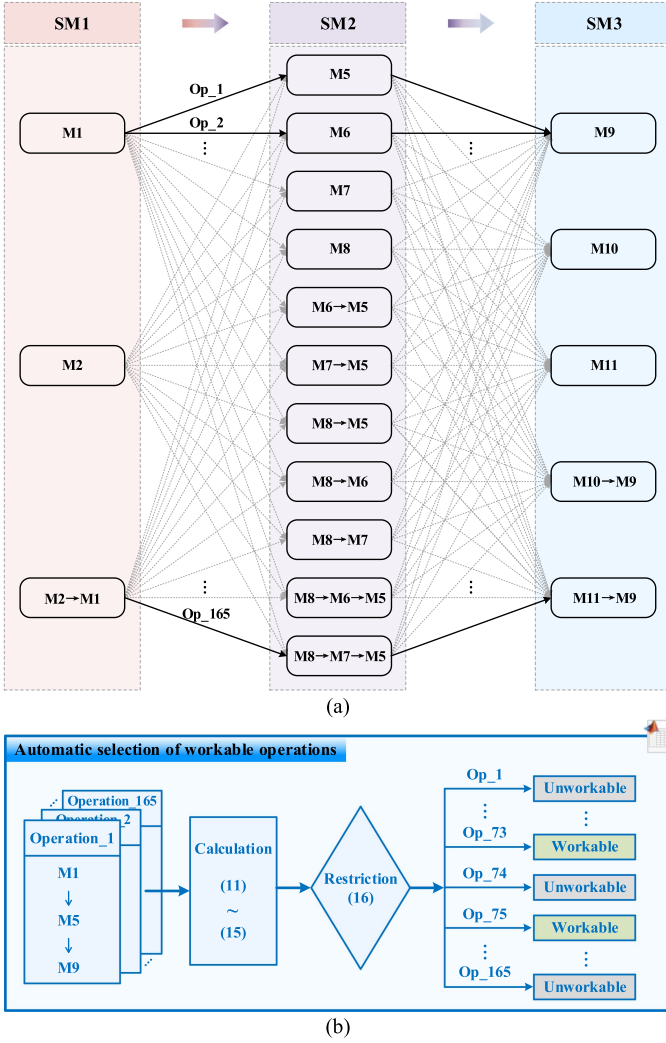 SM1
SM2
SM3
M5
Op_1
M1
Op_2
M6
M9
...
...
M7
M8
M10
M6→M5
M2
M7→M5
M11
M8→M5
M8→M6
M10→M9
M8→M7
...
...
M2→M1
M8→M6→M5
M11→M9
Op_165
M8→M7→M5
(a)
Automatic selection of workable operations
Operation_165
Operation_2
Operation_1
M1
↓
M5
↓
M9
Calculation
(11)
~
(15)
Restriction
(16)
Op_1
Unworkable
...
...
Op_73
Workable
Op_74
Unworkable
Op_75
Workable
...
...
Op_165
Unworkable
(b)